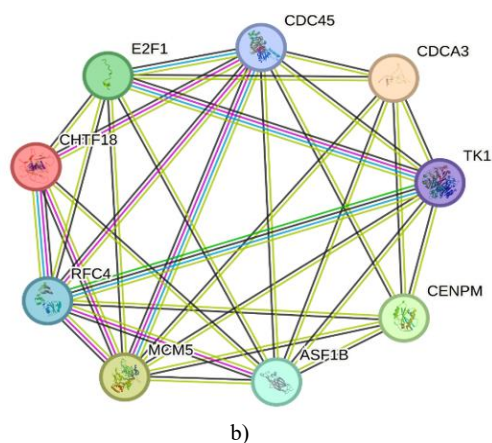 CDC45
E2F1
CDCA3
CHTF18
TK1
RFC4
CENPM
MCM5
ASF1B
b)